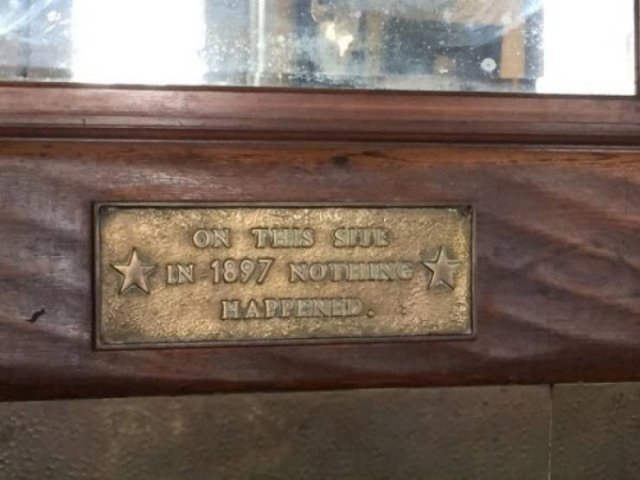 ON THIS SITE
IN 1897 NOTHING
HAPPENED.